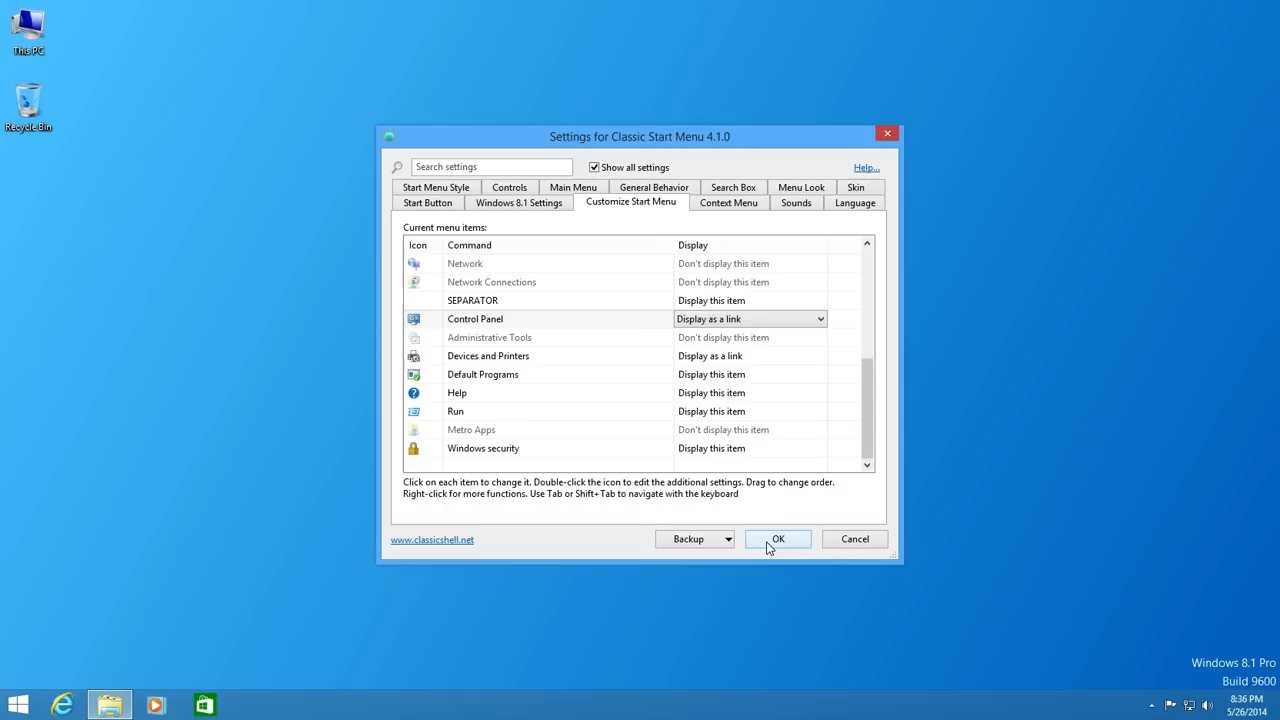 This PC
Recycle Bin
Settings for Classic Start Menu 4.1.0
Search settings
Show all settings
Help...
Start Menu Style
Controls
Main Menu
General Behavior
Search Box
Menu Look
Skin
Start Button
Windows 8.1 Settings
Customize Start Menu
Context Menu
Sounds
Language
Current menu items:
Icon Command Display
Network Don't display this item
Network Connections Don't display this item
SEPARATOR Display this item
Control Panel Display as a link
Administrative Tools Don't display this item
Devices and Printers Display as a link
Default Programs Display this item
Help Display this item
Run Display this item
Metro Apps Don't display this item
Windows security Display this item
Click on each item to change it. Double-click the icon to edit the additional settings. Drag to change order.
Right-click for more functions. Use Tab or Shift+Tab to navigate with the keyboard
www.classicshell.net
Backup
OK
Cancel
Windows 8.1 Pro
Build 9600
8:36 PM
5/26/2014